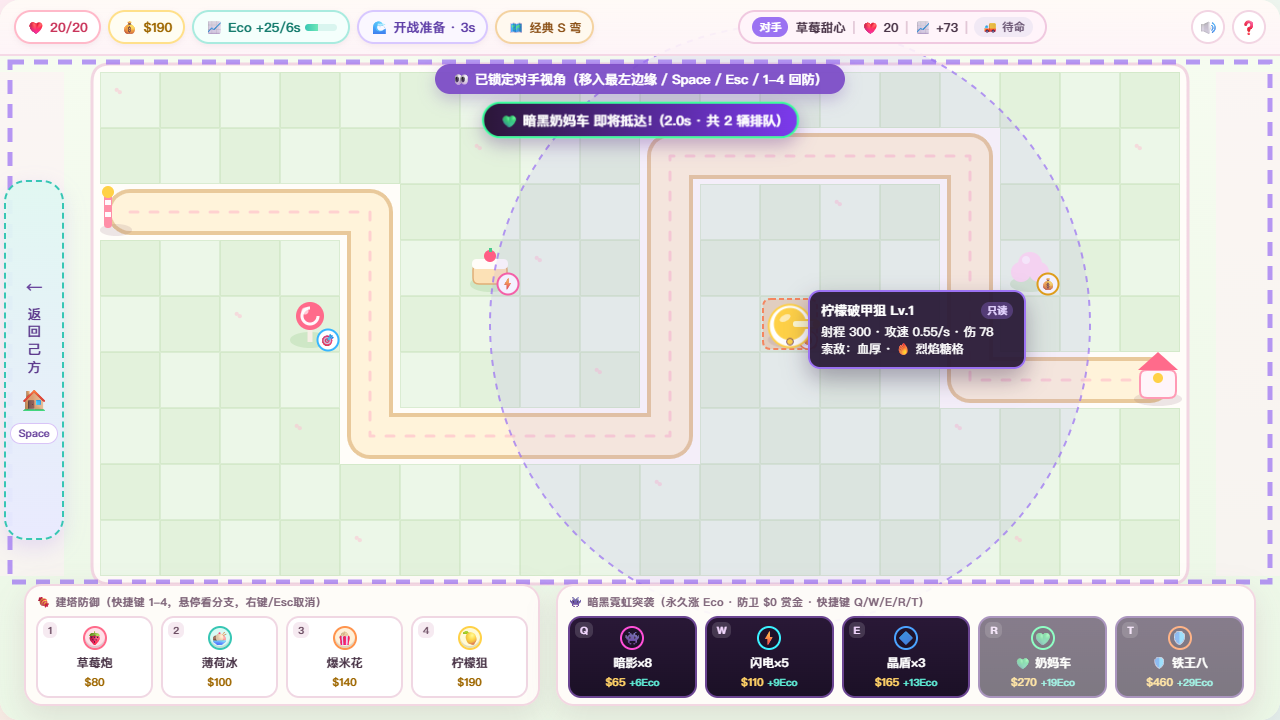 20/20
$190
Eco +25/6s
开战准备 · 3s
经典 S 弯
对手 草莓甜心 | 20 | +73 | 待命
?
已锁定对手视角（移入最左边缘 / Space / Esc / 1–4 回防）
暗黑奶妈车 即将抵达！(2.0s · 共 2 辆排队)
←
返
回
己
方
Space
柠檬破甲狙 Lv.1 只读
射程 300 · 攻速 0.55/s · 伤 78
索敌：血厚 · 烈焰糖格
建塔防御（快捷键 1–4，悬停看分支，右键/Esc取消）
1
草莓炮
$80
2
薄荷冰
$100
3
爆米花
$140
4
柠檬狙
$190
暗黑霓虹突袭（永久涨 Eco · 防卫 $0 赏金 · 快捷键 Q/W/E/R/T）
Q
暗影x8
$65 +6Eco
W
闪电x5
$110 +9Eco
E
晶盾x3
$165 +13Eco
R
奶妈车
$270 +19Eco
T
铁王八
$460 +29Eco